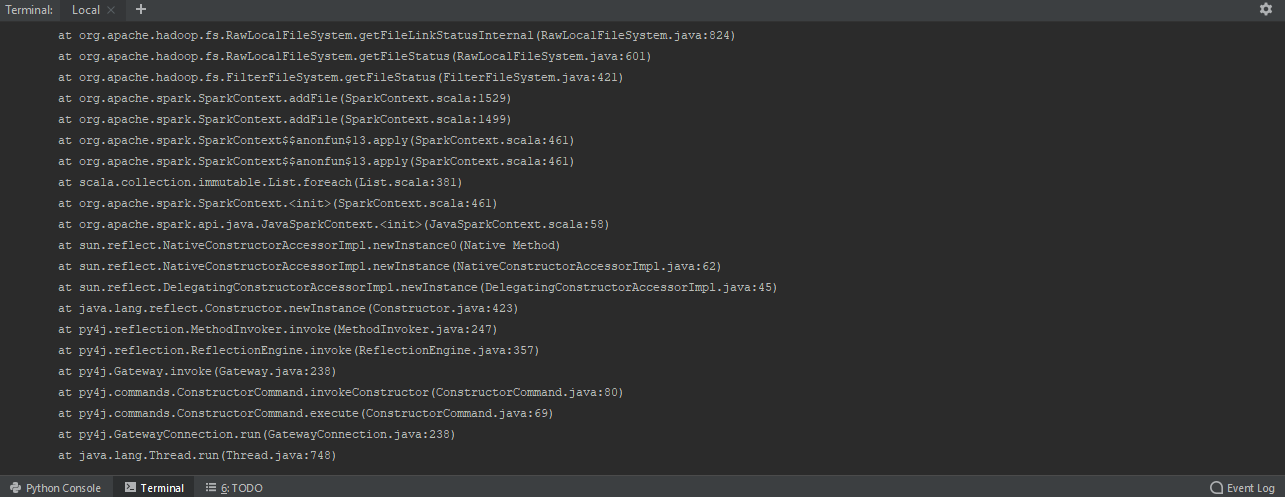 Terminal: Local × +
at org.apache.hadoop.fs.RawLocalFileSystem.getFileLinkStatusInternal(RawLocalFileSystem.java:824)
at org.apache.hadoop.fs.RawLocalFileSystem.getFileStatus(RawLocalFileSystem.java:601)
at org.apache.hadoop.fs.FilterFileSystem.getFileStatus(FilterFileSystem.java:421)
at org.apache.spark.SparkContext.addFile(SparkContext.scala:1529)
at org.apache.spark.SparkContext.addFile(SparkContext.scala:1499)
at org.apache.spark.SparkContext$$anonfun$13.apply(SparkContext.scala:461)
at org.apache.spark.SparkContext$$anonfun$13.apply(SparkContext.scala:461)
at scala.collection.immutable.List.foreach(List.scala:381)
at org.apache.spark.SparkContext.<init>(SparkContext.scala:461)
at org.apache.spark.api.java.JavaSparkContext.<init>(JavaSparkContext.scala:58)
at sun.reflect.NativeConstructorAccessorImpl.newInstance0(Native Method)
at sun.reflect.NativeConstructorAccessorImpl.newInstance(NativeConstructorAccessorImpl.java:62)
at sun.reflect.DelegatingConstructorAccessorImpl.newInstance(DelegatingConstructorAccessorImpl.java:45)
at java.lang.reflect.Constructor.newInstance(Constructor.java:423)
at py4j.reflection.MethodInvoker.invoke(MethodInvoker.java:247)
at py4j.reflection.ReflectionEngine.invoke(ReflectionEngine.java:357)
at py4j.Gateway.invoke(Gateway.java:238)
at py4j.commands.ConstructorCommand.invokeConstructor(ConstructorCommand.java:80)
at py4j.commands.ConstructorCommand.execute(ConstructorCommand.java:69)
at py4j.GatewayConnection.run(GatewayConnection.java:238)
at java.lang.Thread.run(Thread.java:748)
Python Console Terminal 6: TODO Event Log